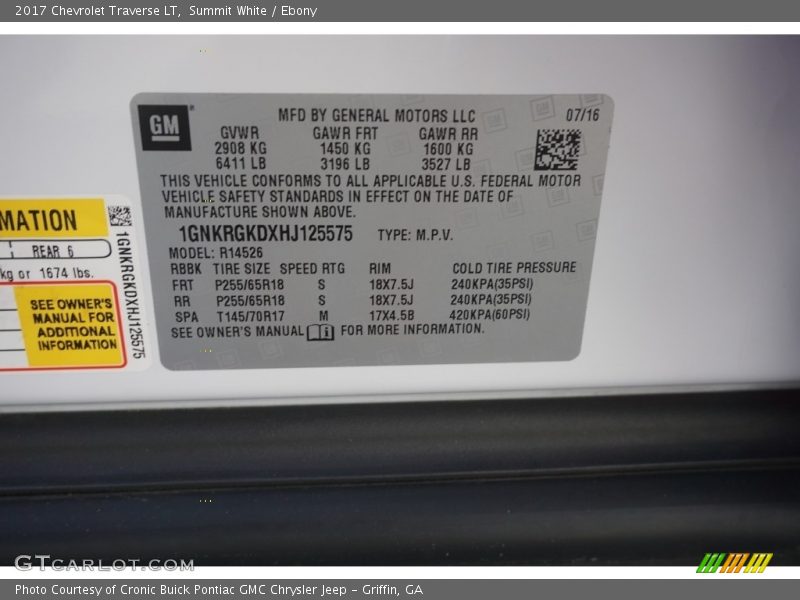 2017 Chevrolet Traverse LT, Summit White / Ebony
GM
MFD BY GENERAL MOTORS LLC 07/16
GVWR GAWR FRT GAWR RR
2908 KG 1450 KG 1600 KG
6411 LB 3196 LB 3527 LB
THIS VEHICLE CONFORMS TO ALL APPLICABLE U.S. FEDERAL MOTOR
VEHICLE SAFETY STANDARDS IN EFFECT ON THE DATE OF
MANUFACTURE SHOWN ABOVE.
1GNKRGKDXHJ125575 TYPE: M.P.V.
MODEL: R14526
RBBK TIRE SIZE SPEED RTG RIM COLD TIRE PRESSURE
FRT P255/65R18 S 18X7.5J 240KPA(35PSI)
RR P255/65R18 S 18X7.5J 240KPA(35PSI)
SPA T145/70R17 M 17X4.5B 420KPA(60PSI)
SEE OWNER'S MANUAL FOR MORE INFORMATION.
MATION
REAR 6
kg or 1674 lbs.
SEE OWNER'S
MANUAL FOR
ADDITIONAL
INFORMATION
1GNKRGKDXHJ125575
GTCARLOT.COM
Photo Courtesy of Cronic Buick Pontiac GMC Chrysler Jeep - Griffin, GA